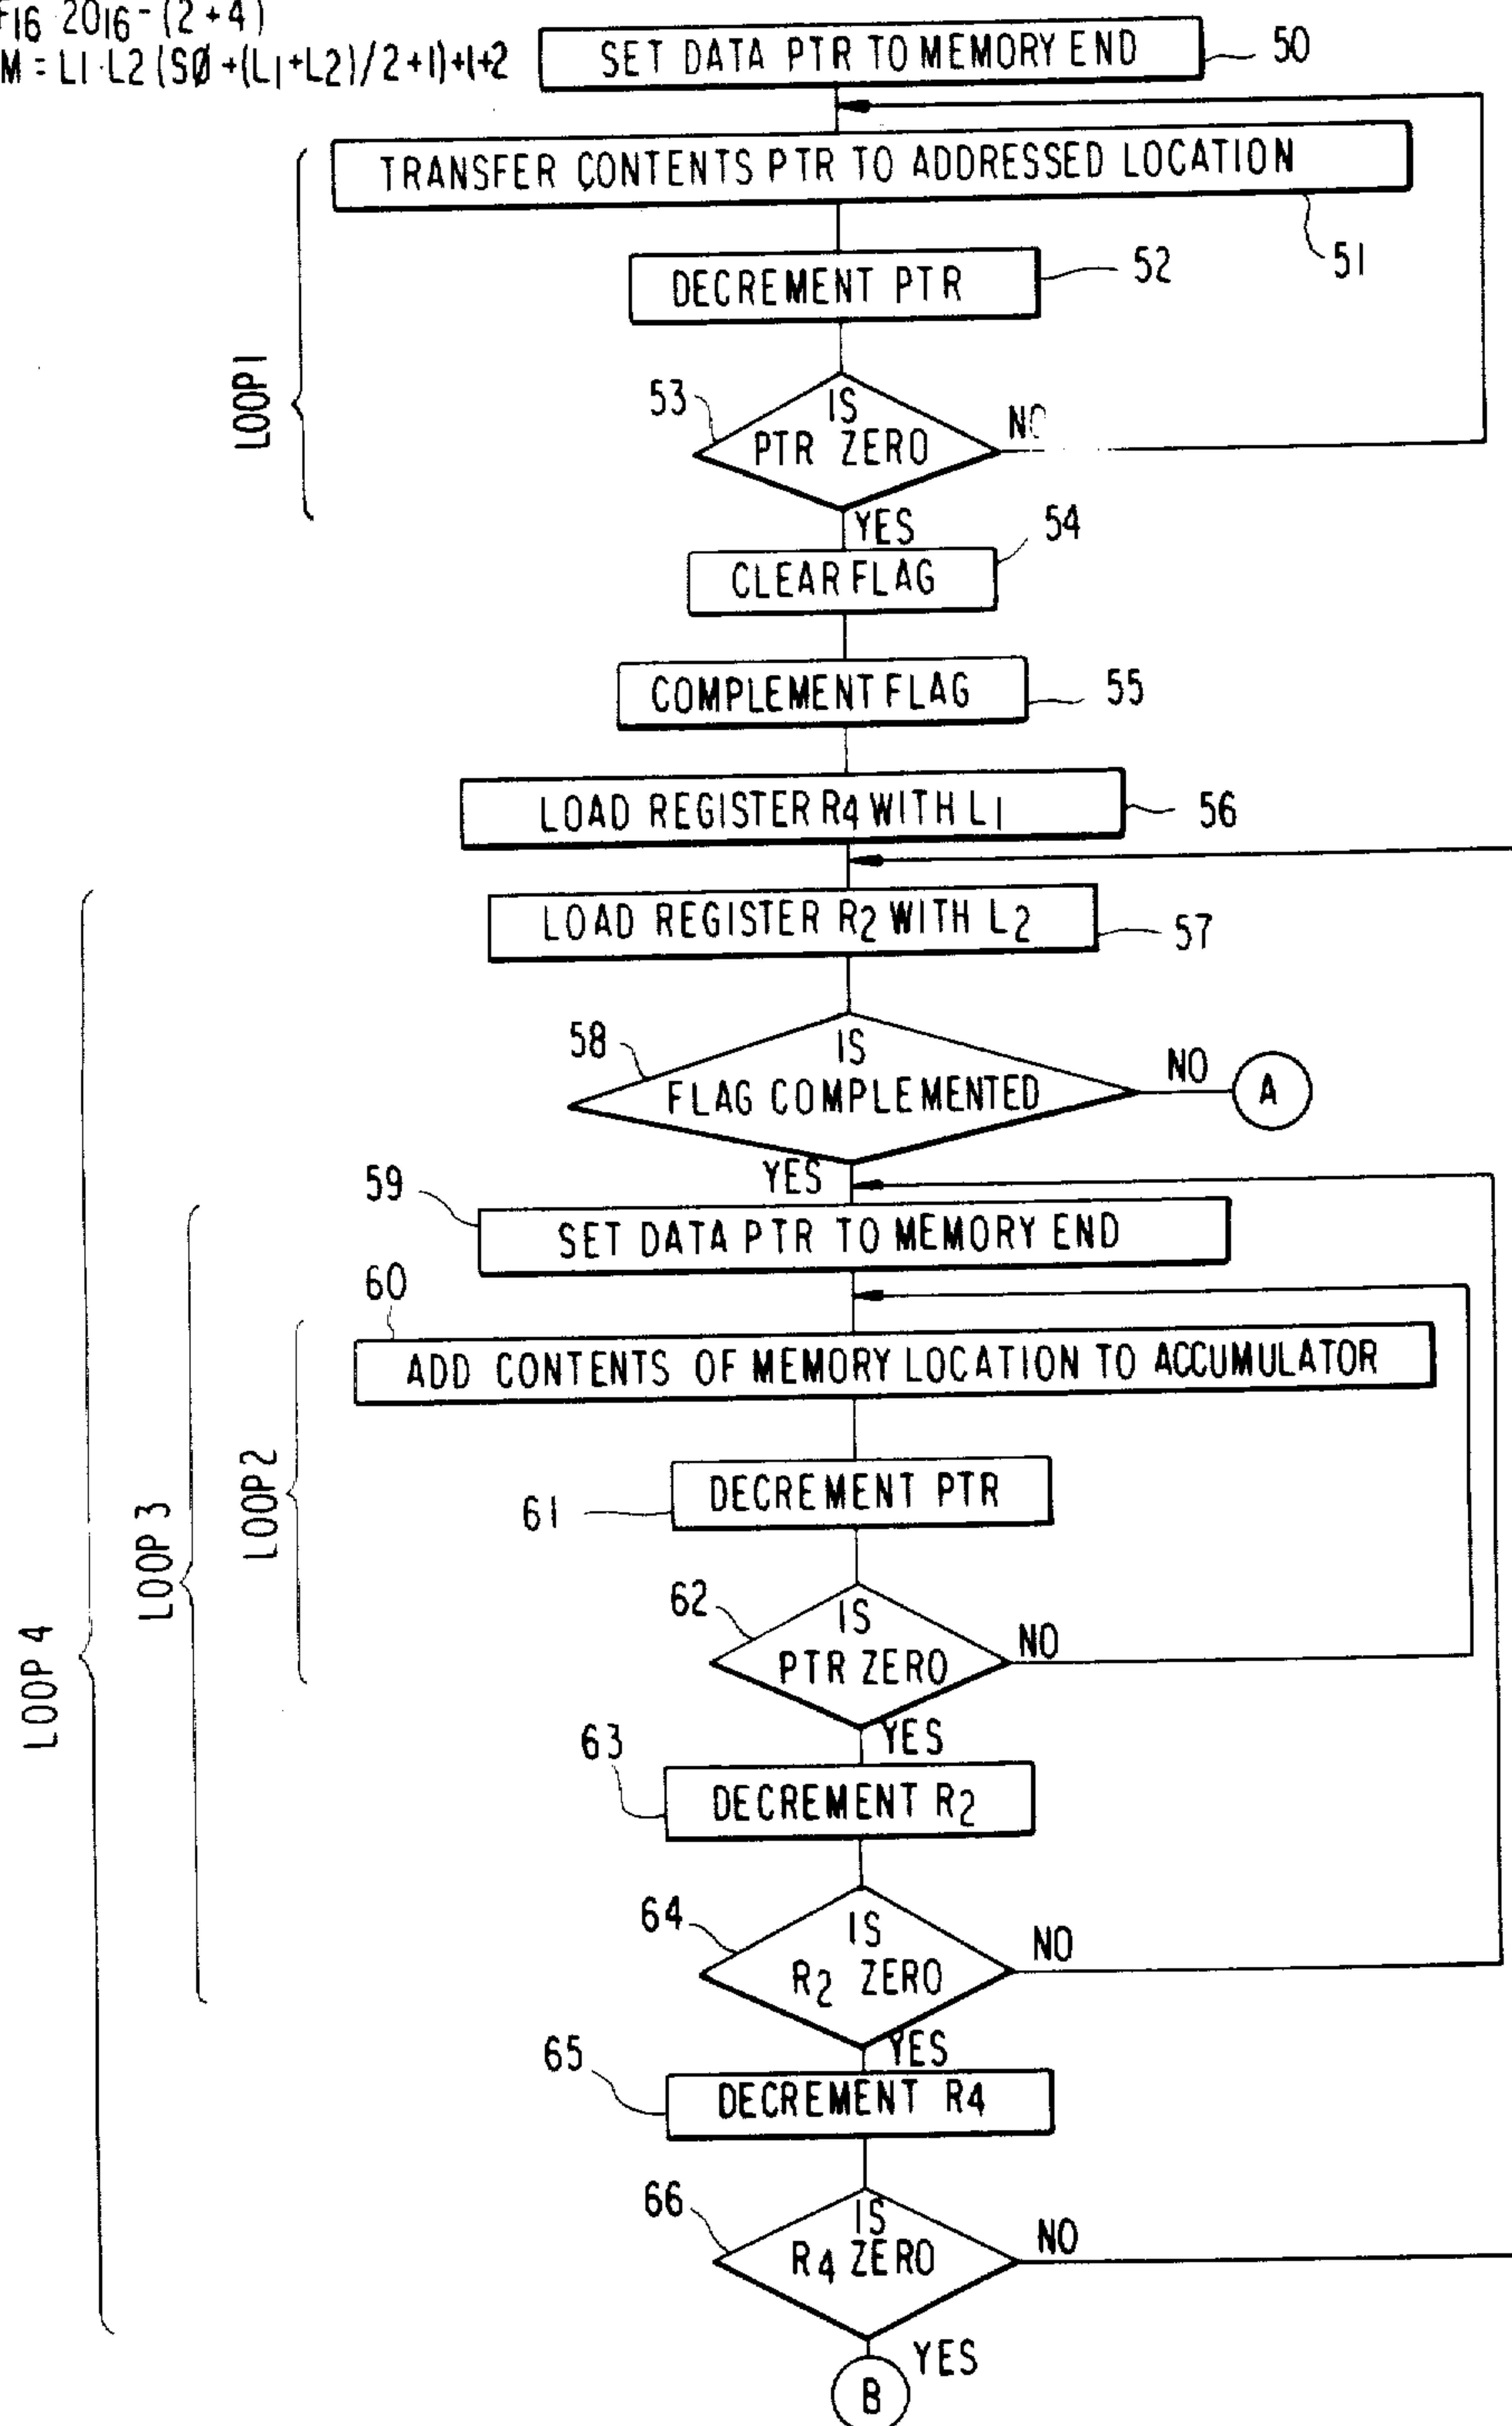 FIG 2016-(2+4)
M = L1·L2(SØ+(L1+L2)/2+1)+1+2
SET DATA PTR TO MEMORY END
50
TRANSFER CONTENTS PTR TO ADDRESSED LOCATION
51
DECREMENT PTR
52
LOOP 1
53
IS
PTR ZERO
NO
YES
54
CLEAR FLAG
COMPLEMENT FLAG
55
LOAD REGISTER R4 WITH L1
56
LOAD REGISTER R2 WITH L2
57
58
IS
FLAG COMPLEMENTED
NO
A
YES
59
SET DATA PTR TO MEMORY END
60
ADD CONTENTS OF MEMORY LOCATION TO ACCUMULATOR
DECREMENT PTR
61
LOOP 2
LOOP 3
LOOP 4
62
IS
PTR ZERO
NO
YES
63
DECREMENT R2
64
IS
R2 ZERO
NO
YES
65
DECREMENT R4
66
IS
R4 ZERO
NO
YES
B